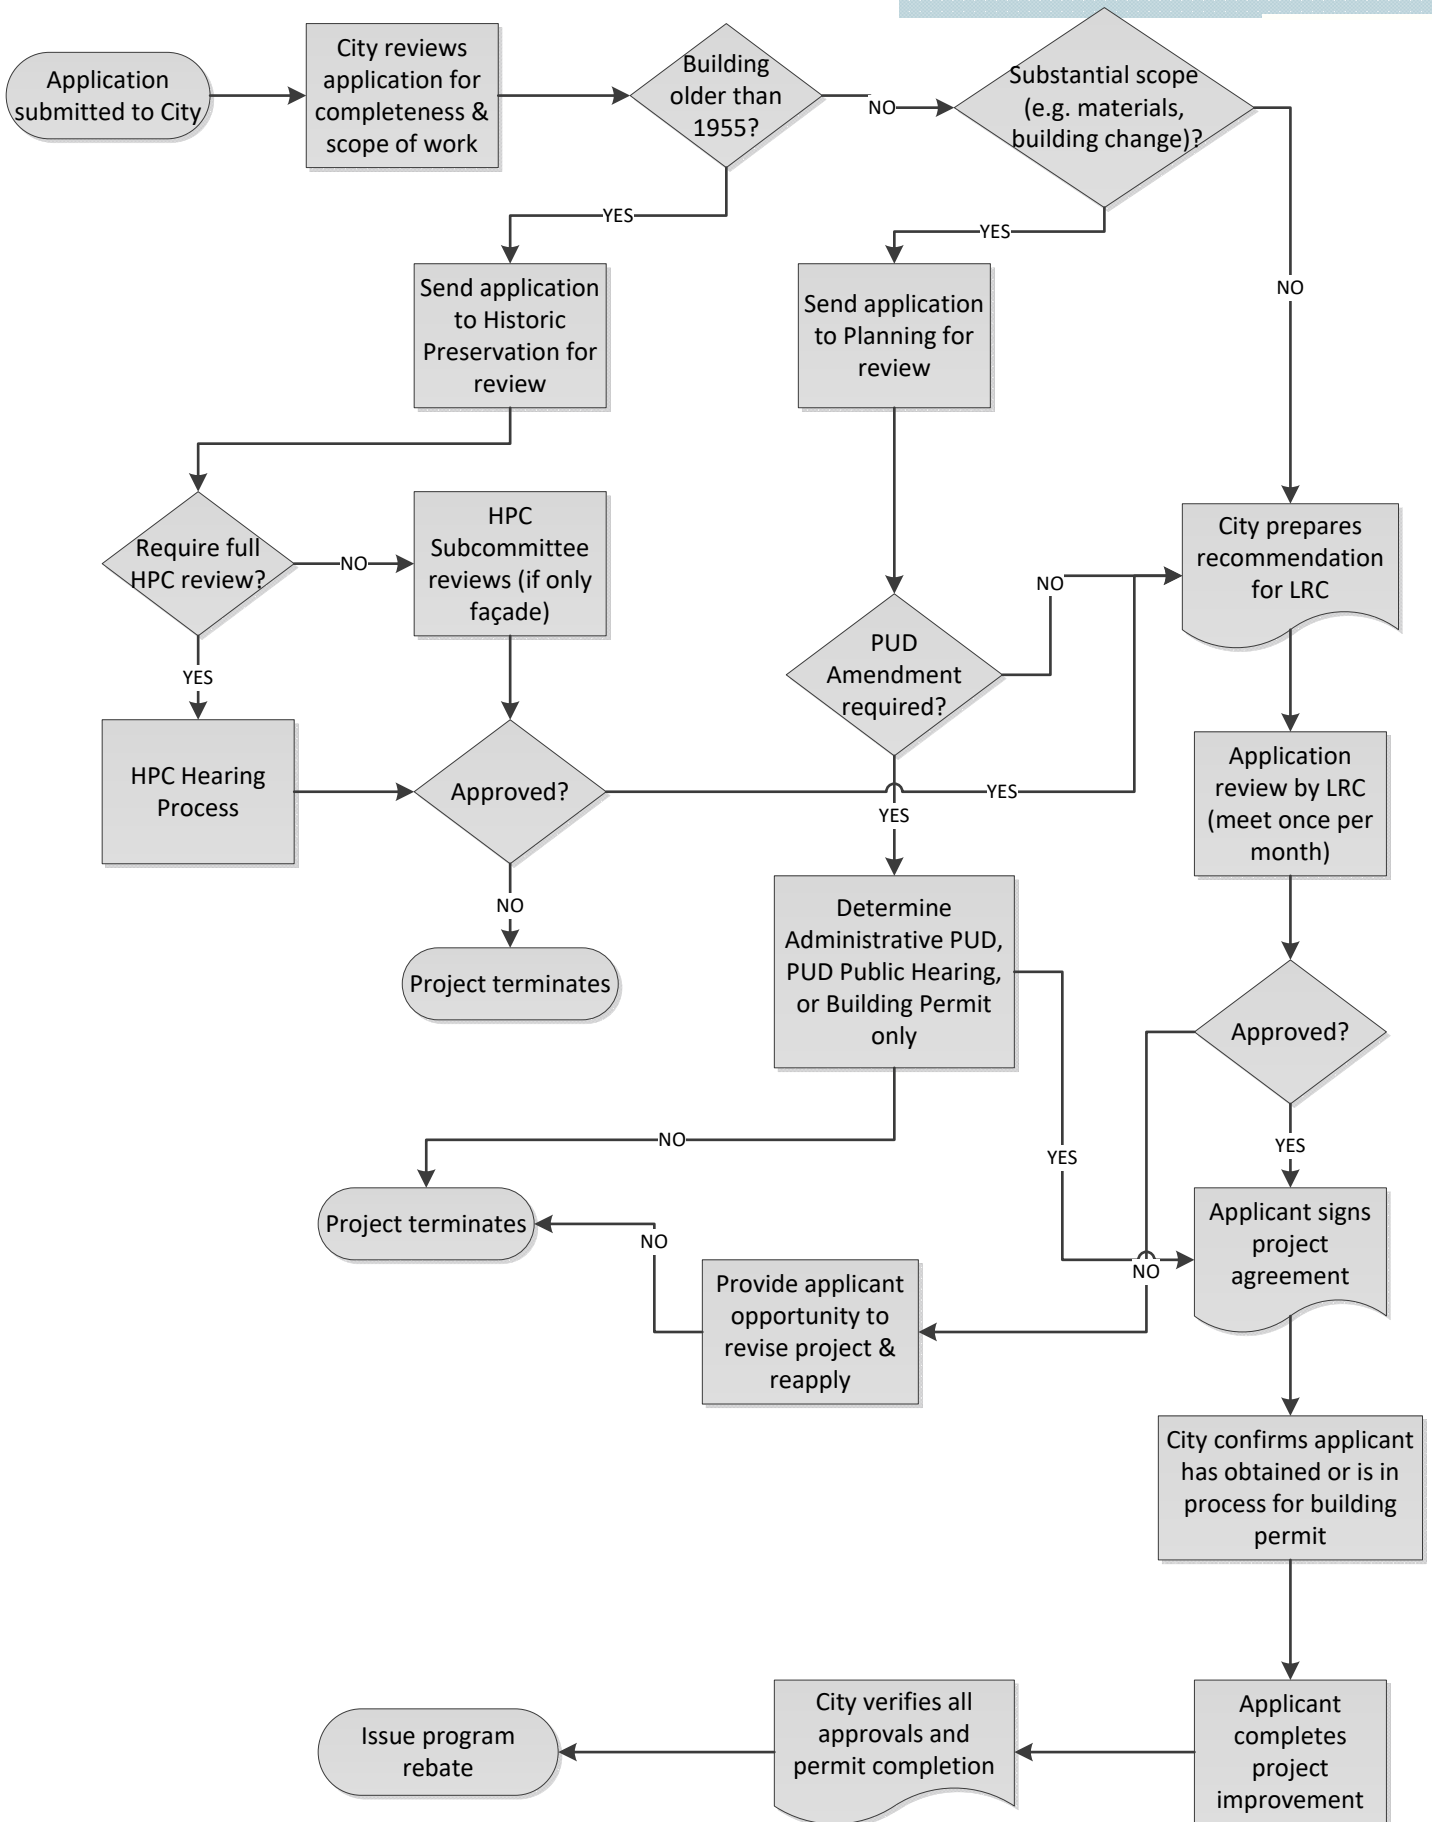 Application
submitted to City
City reviews
application for
completeness &
scope of work
Building
older than
1955?
NO
Substantial scope
(e.g. materials,
building change)?
YES
YES
NO
Send application
to Historic
Preservation for
review
Send application
to Planning for
review
Require full
HPC review?
NO
HPC
Subcommittee
reviews (if only
façade)
City prepares
recommendation
for LRC
NO
PUD
Amendment
required?
YES
HPC Hearing
Process
Approved?
YES
YES
Application
review by LRC
(meet once per
month)
NO
Project terminates
Determine
Administrative PUD,
PUD Public Hearing,
or Building Permit
only
Approved?
NO
YES
YES
Project terminates
NO
Applicant signs
project
agreement
NO
Provide applicant
opportunity to
revise project &
reapply
City confirms applicant
has obtained or is in
process for building
permit
Issue program
rebate
City verifies all
approvals and
permit completion
Applicant
completes
project
improvement